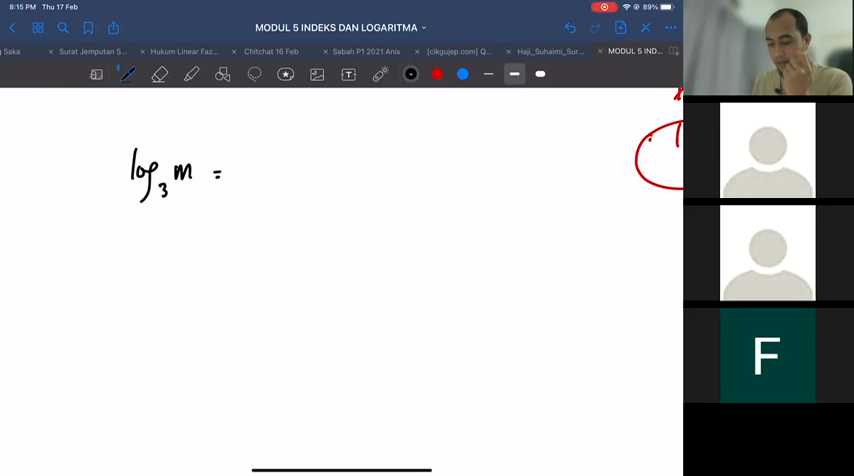 8:15 PM Thu 17 Feb
89%
MODUL 5 INDEKS DAN LOGARITMA
g Saka
Surat Jemputan S...
Hukum Linear Faz...
Chitchat 16 Feb
Sabah P1 2021 Anis
[cikgujep.com] Q...
Haji_Suhaimi_Sur...
MODUL 5 IND...
T
log₃ m =
F